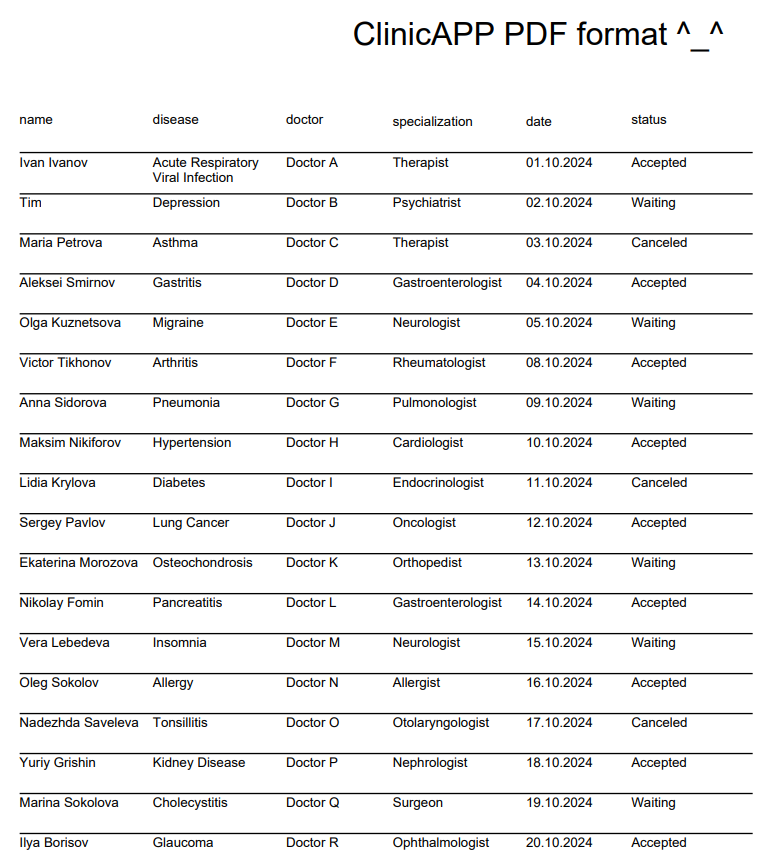 ClinicAPP PDF format ^_^
name disease doctor specialization date status
Ivan Ivanov Acute Respiratory Doctor A Therapist 01.10.2024 Accepted
Viral Infection
Tim Depression Doctor B Psychiatrist 02.10.2024 Waiting
Maria Petrova Asthma Doctor C Therapist 03.10.2024 Canceled
Aleksei Smirnov Gastritis Doctor D Gastroenterologist 04.10.2024 Accepted
Olga Kuznetsova Migraine Doctor E Neurologist 05.10.2024 Waiting
Victor Tikhonov Arthritis Doctor F Rheumatologist 08.10.2024 Accepted
Anna Sidorova Pneumonia Doctor G Pulmonologist 09.10.2024 Waiting
Maksim Nikiforov Hypertension Doctor H Cardiologist 10.10.2024 Accepted
Lidia Krylova Diabetes Doctor I Endocrinologist 11.10.2024 Canceled
Sergey Pavlov Lung Cancer Doctor J Oncologist 12.10.2024 Accepted
Ekaterina Morozova Osteochondrosis Doctor K Orthopedist 13.10.2024 Waiting
Nikolay Fomin Pancreatitis Doctor L Gastroenterologist 14.10.2024 Accepted
Vera Lebedeva Insomnia Doctor M Neurologist 15.10.2024 Waiting
Oleg Sokolov Allergy Doctor N Allergist 16.10.2024 Accepted
Nadezhda Saveleva Tonsillitis Doctor O Otolaryngologist 17.10.2024 Canceled
Yuriy Grishin Kidney Disease Doctor P Nephrologist 18.10.2024 Accepted
Marina Sokolova Cholecystitis Doctor Q Surgeon 19.10.2024 Waiting
Ilya Borisov Glaucoma Doctor R Ophthalmologist 20.10.2024 Accepted